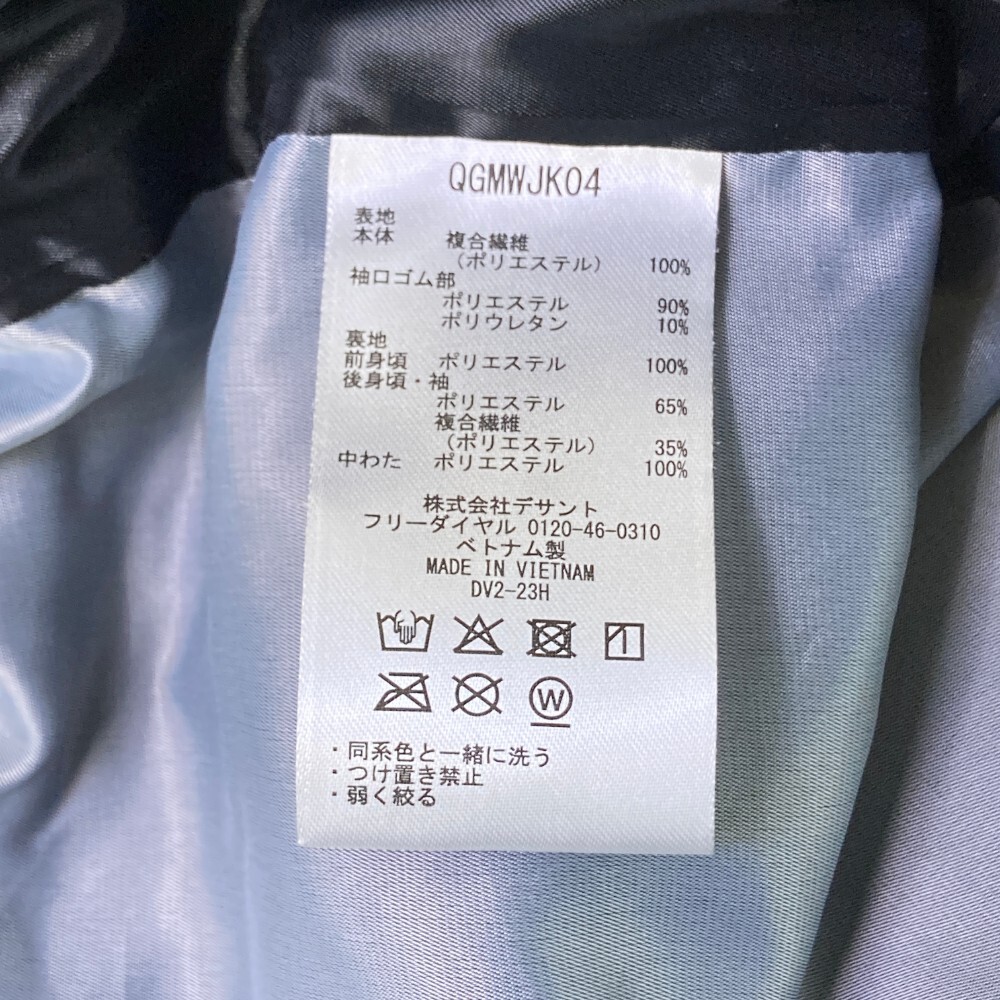 QGMWJK04
表地
本体 複合繊維
（ポリエステル） 100%
袖口ゴム部
ポリエステル 90%
ポリウレタン 10%
裏地
前身頃 ポリエステル 100%
後身頃・袖
ポリエステル 65%
複合繊維
（ポリエステル） 35%
中わた ポリエステル 100%
株式会社デサント
フリーダイヤル 0120-46-0310
ベトナム製
MADE IN VIETNAM
DV2-23H
W
・同系色と一緒に洗う
・つけ置き禁止
・弱く絞る